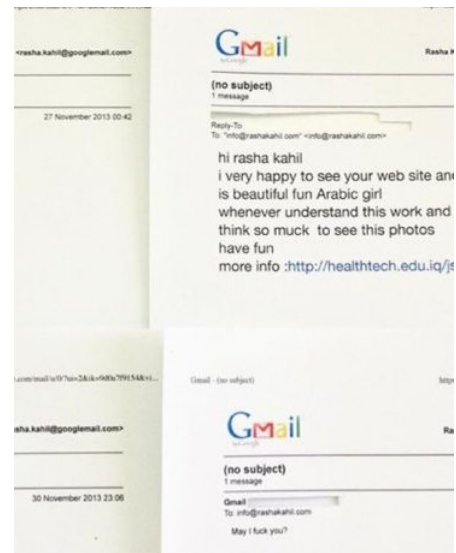 <rasha.kahil@googlemail.com>
27 November 2013 00:42
Gmail
Rasha
(no subject)
1 message
Reply-To:
To: "info@rashakahil.com" <info@rashakahil.com>
hi rasha kahil
i very happy to see your web site and
is beautiful fun Arabic girl
whenever understand this work and
think so muck to see this photos
have fun
more info :http://healthtech.edu.iq/js
sha.kahil@googlemail.com>
30 November 2013 23:06
Gmail - (no subject)
Gmail
Ra
(no subject)
1 message
Gmail
To: info@rashakahil.com
May I fuck you?